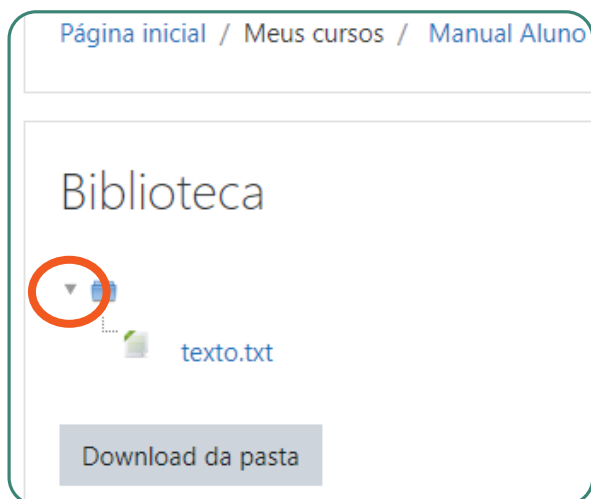 Página inicial / Meus cursos / Manual Aluno
Biblioteca
texto.txt
Download da pasta